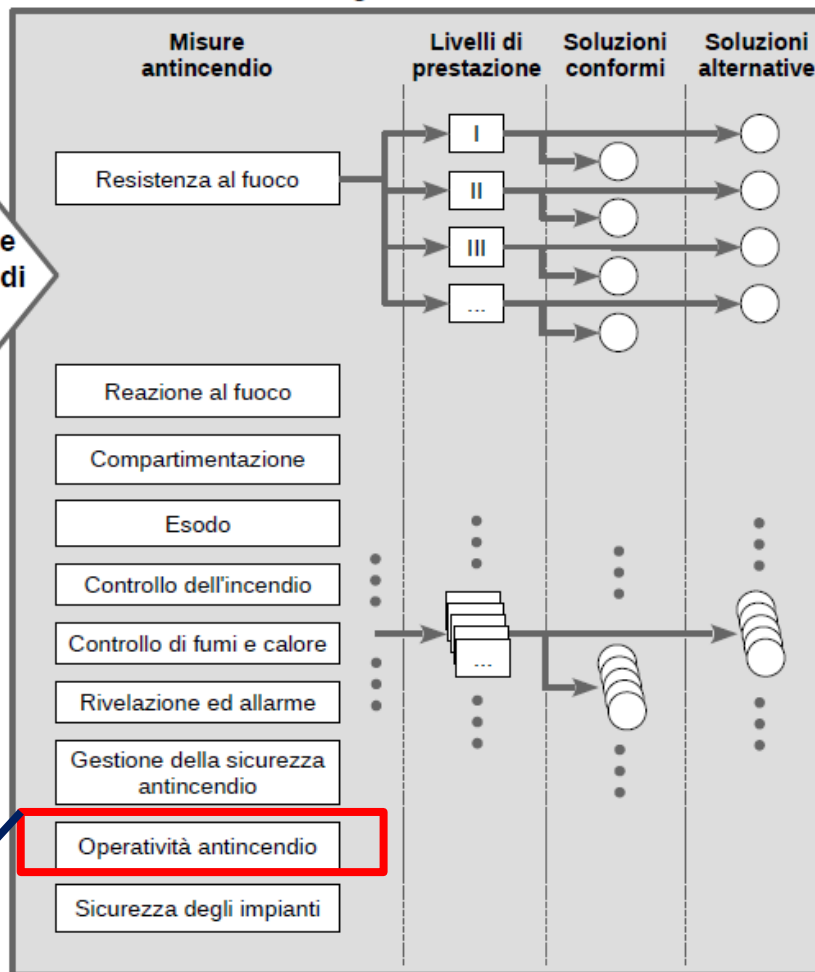 Misure
antincendio
Livelli di
prestazione
Soluzioni
conformi
Soluzioni
alternative
Resistenza al fuoco
I
II
III
...
e
di
Reazione al fuoco
Compartimentazione
Esodo
Controllo dell'incendio
Controllo di fumi e calore
...
Rivelazione ed allarme
Gestione della sicurezza
antincendio
Operatività antincendio
Sicurezza degli impianti